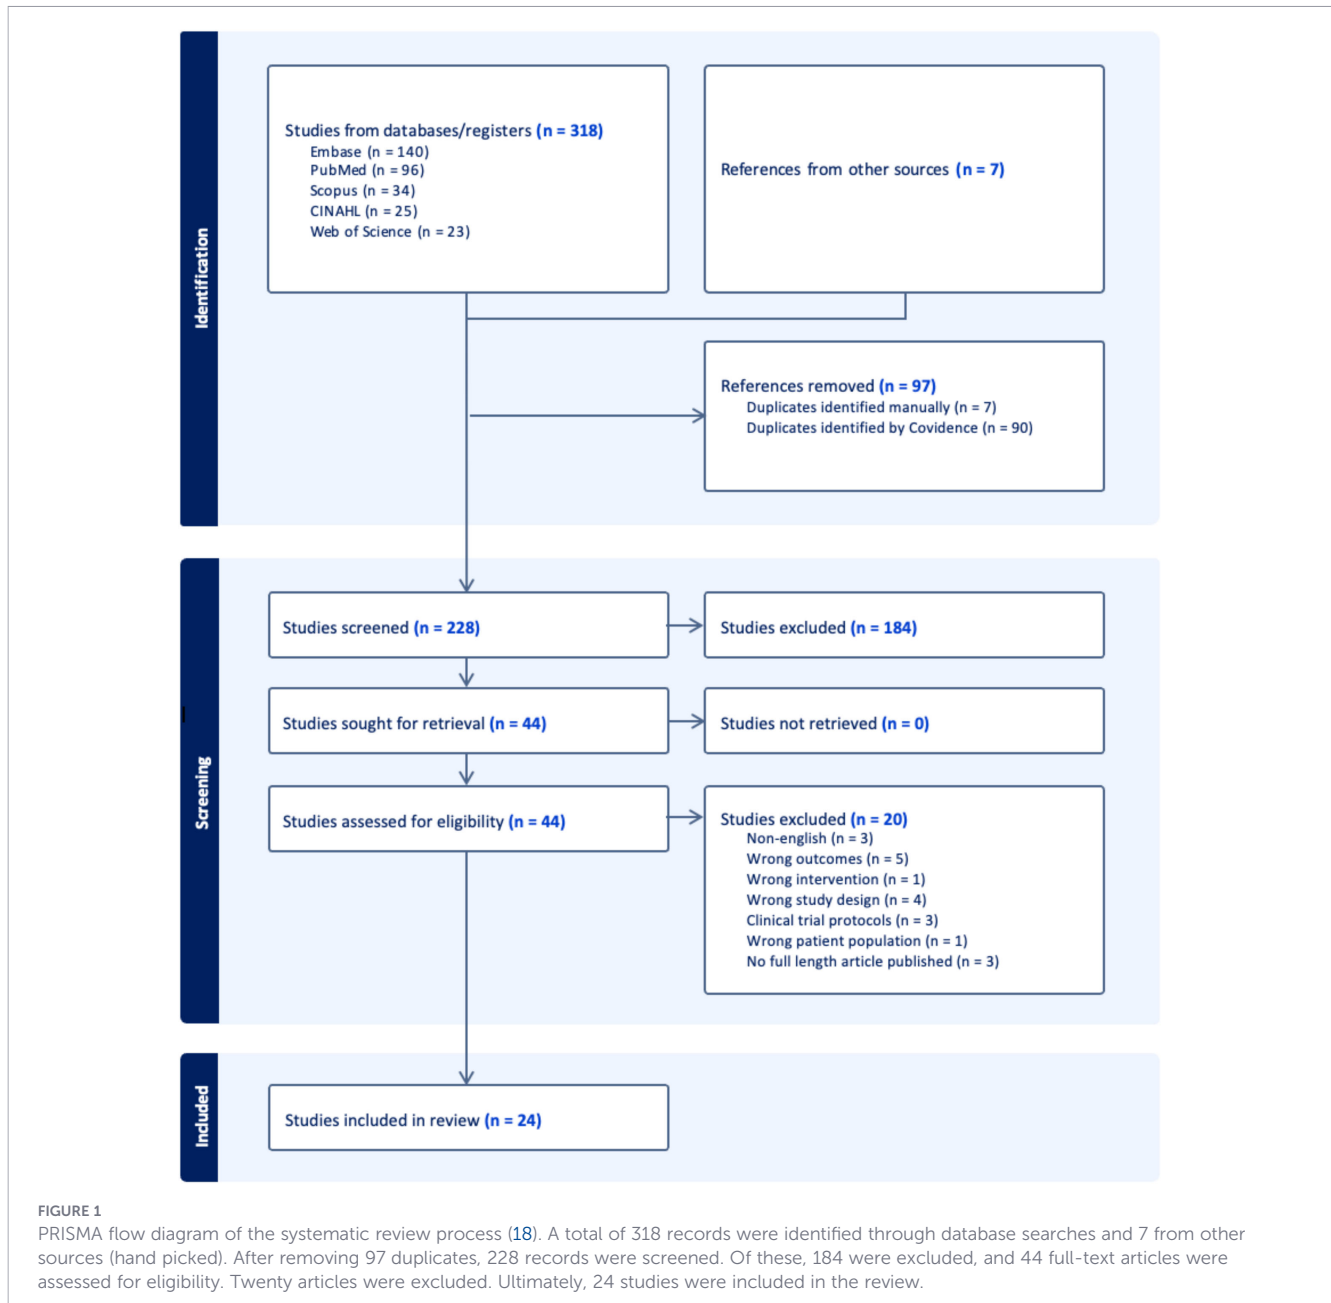 Identification
Studies from databases/registers (n = 318)
Embase (n = 140)
PubMed (n = 96)
Scopus (n = 34)
CINAHL (n = 25)
Web of Science (n = 23)
References from other sources (n = 7)
References removed (n = 97)
Duplicates identified manually (n = 7)
Duplicates identified by Covidence (n = 90)
Screening
Studies screened (n = 228)
Studies excluded (n = 184)
Studies sought for retrieval (n = 44)
Studies not retrieved (n = 0)
Studies assessed for eligibility (n = 44)
Studies excluded (n = 20)
Non-english (n = 3)
Wrong outcomes (n = 5)
Wrong intervention (n = 1)
Wrong study design (n = 4)
Clinical trial protocols (n = 3)
Wrong patient population (n = 1)
No full length article published (n = 3)
Included
Studies included in review (n = 24)
FIGURE 1
PRISMA flow diagram of the systematic review process (18). A total of 318 records were identified through database searches and 7 from other
sources (hand picked). After removing 97 duplicates, 228 records were screened. Of these, 184 were excluded, and 44 full-text articles were
assessed for eligibility. Twenty articles were excluded. Ultimately, 24 studies were included in the review.